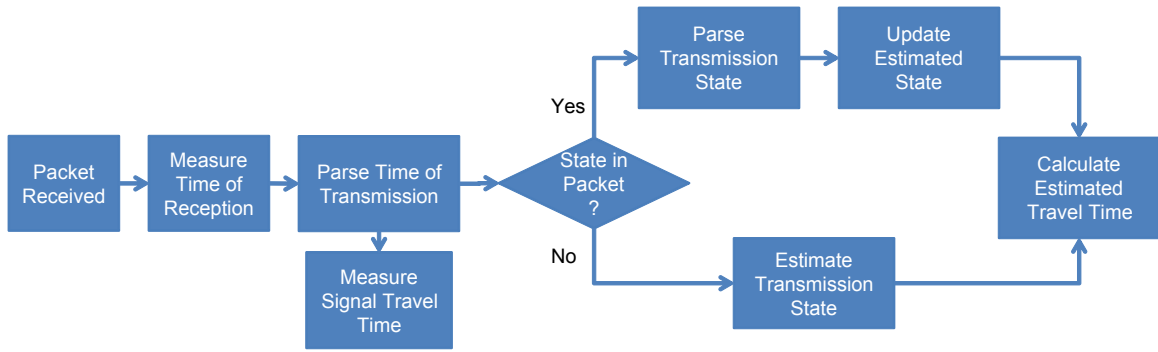 Packet
Received
Measure
Time of
Reception
Parse Time of
Transmission
Measure
Signal Travel
Time
State in
Packet
?
Yes
Parse
Transmission
State
Update
Estimated
State
No
Estimate
Transmission
State
Calculate
Estimated
Travel Time